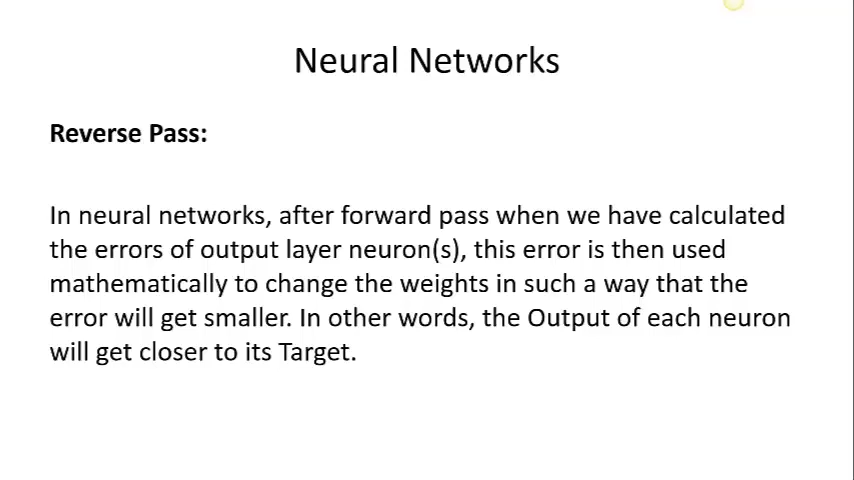 Neural Networks
Reverse Pass:
In neural networks, after forward pass when we have calculated
the errors of output layer neuron(s), this error is then used
mathematically to change the weights in such a way that the
error will get smaller. In other words, the Output of each neuron
will get closer to its Target.